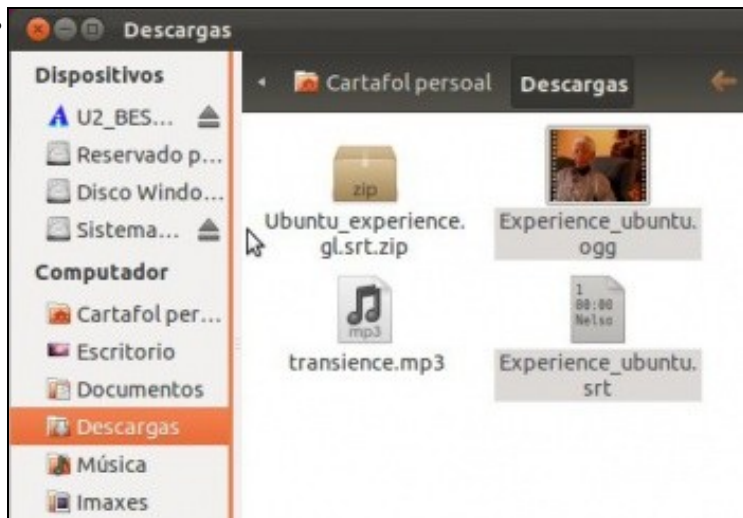 Descargas
Dispositivos
U2_BES...
Reservado p...
Disco Windo...
Sistema...
Computador
Cartafol per...
Escritorio
Documentos
Descargas
Música
Imaxes
Cartafol persoal
Descargas
zip
Ubuntu_experience.
gl.srt.zip
Experience_ubuntu.
ogg
mp3
transience.mp3
1
00:00
Nelso
Experience_ubuntu.
srt